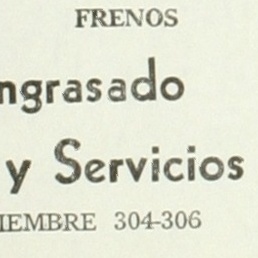 FRENOS
ngrasado
y Servicios
IEMBRE 304-306